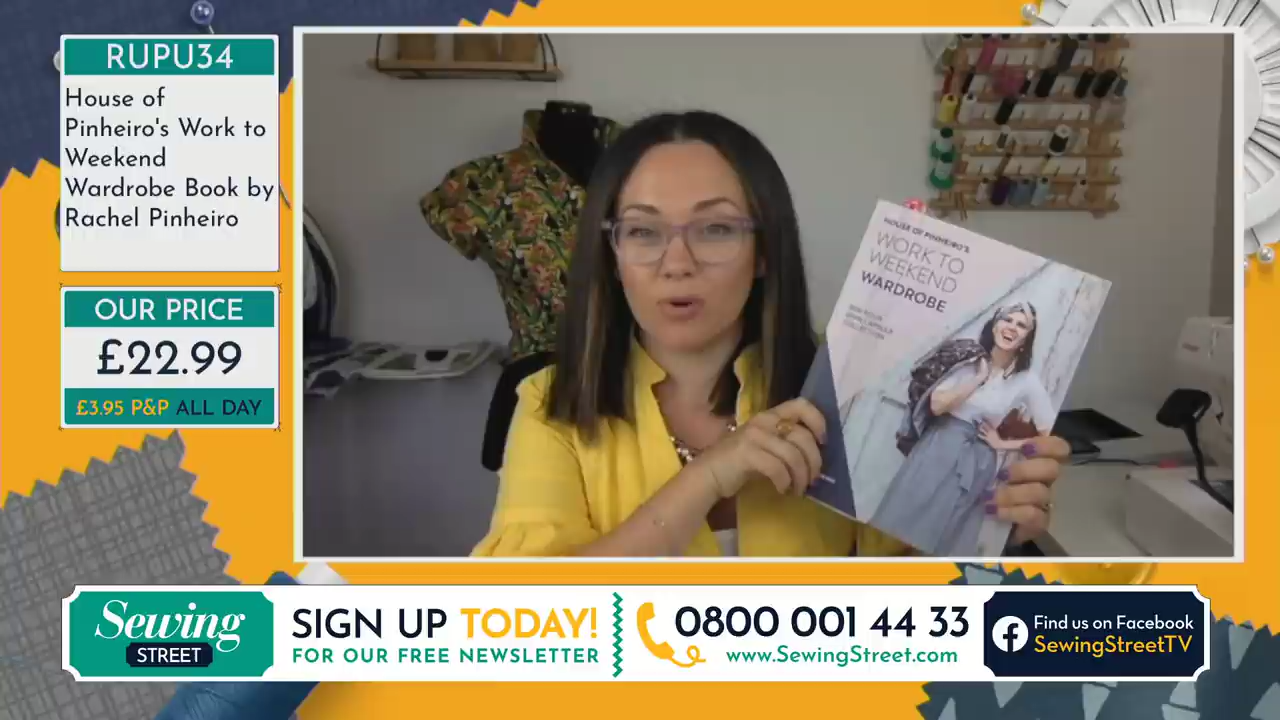 RUPU34
House of
Pinheiro's Work to
Weekend
Wardrobe Book by
Rachel Pinheiro
OUR PRICE
£22.99
£3.95 P&P ALL DAY
HOUSE OF PINHEIRO'S
WORK TO
WEEKEND
WARDROBE
Sewing
STREET
SIGN UP TODAY!
FOR OUR FREE NEWSLETTER
0800 001 44 33
www.SewingStreet.com
Find us on Facebook
SewingStreetTV